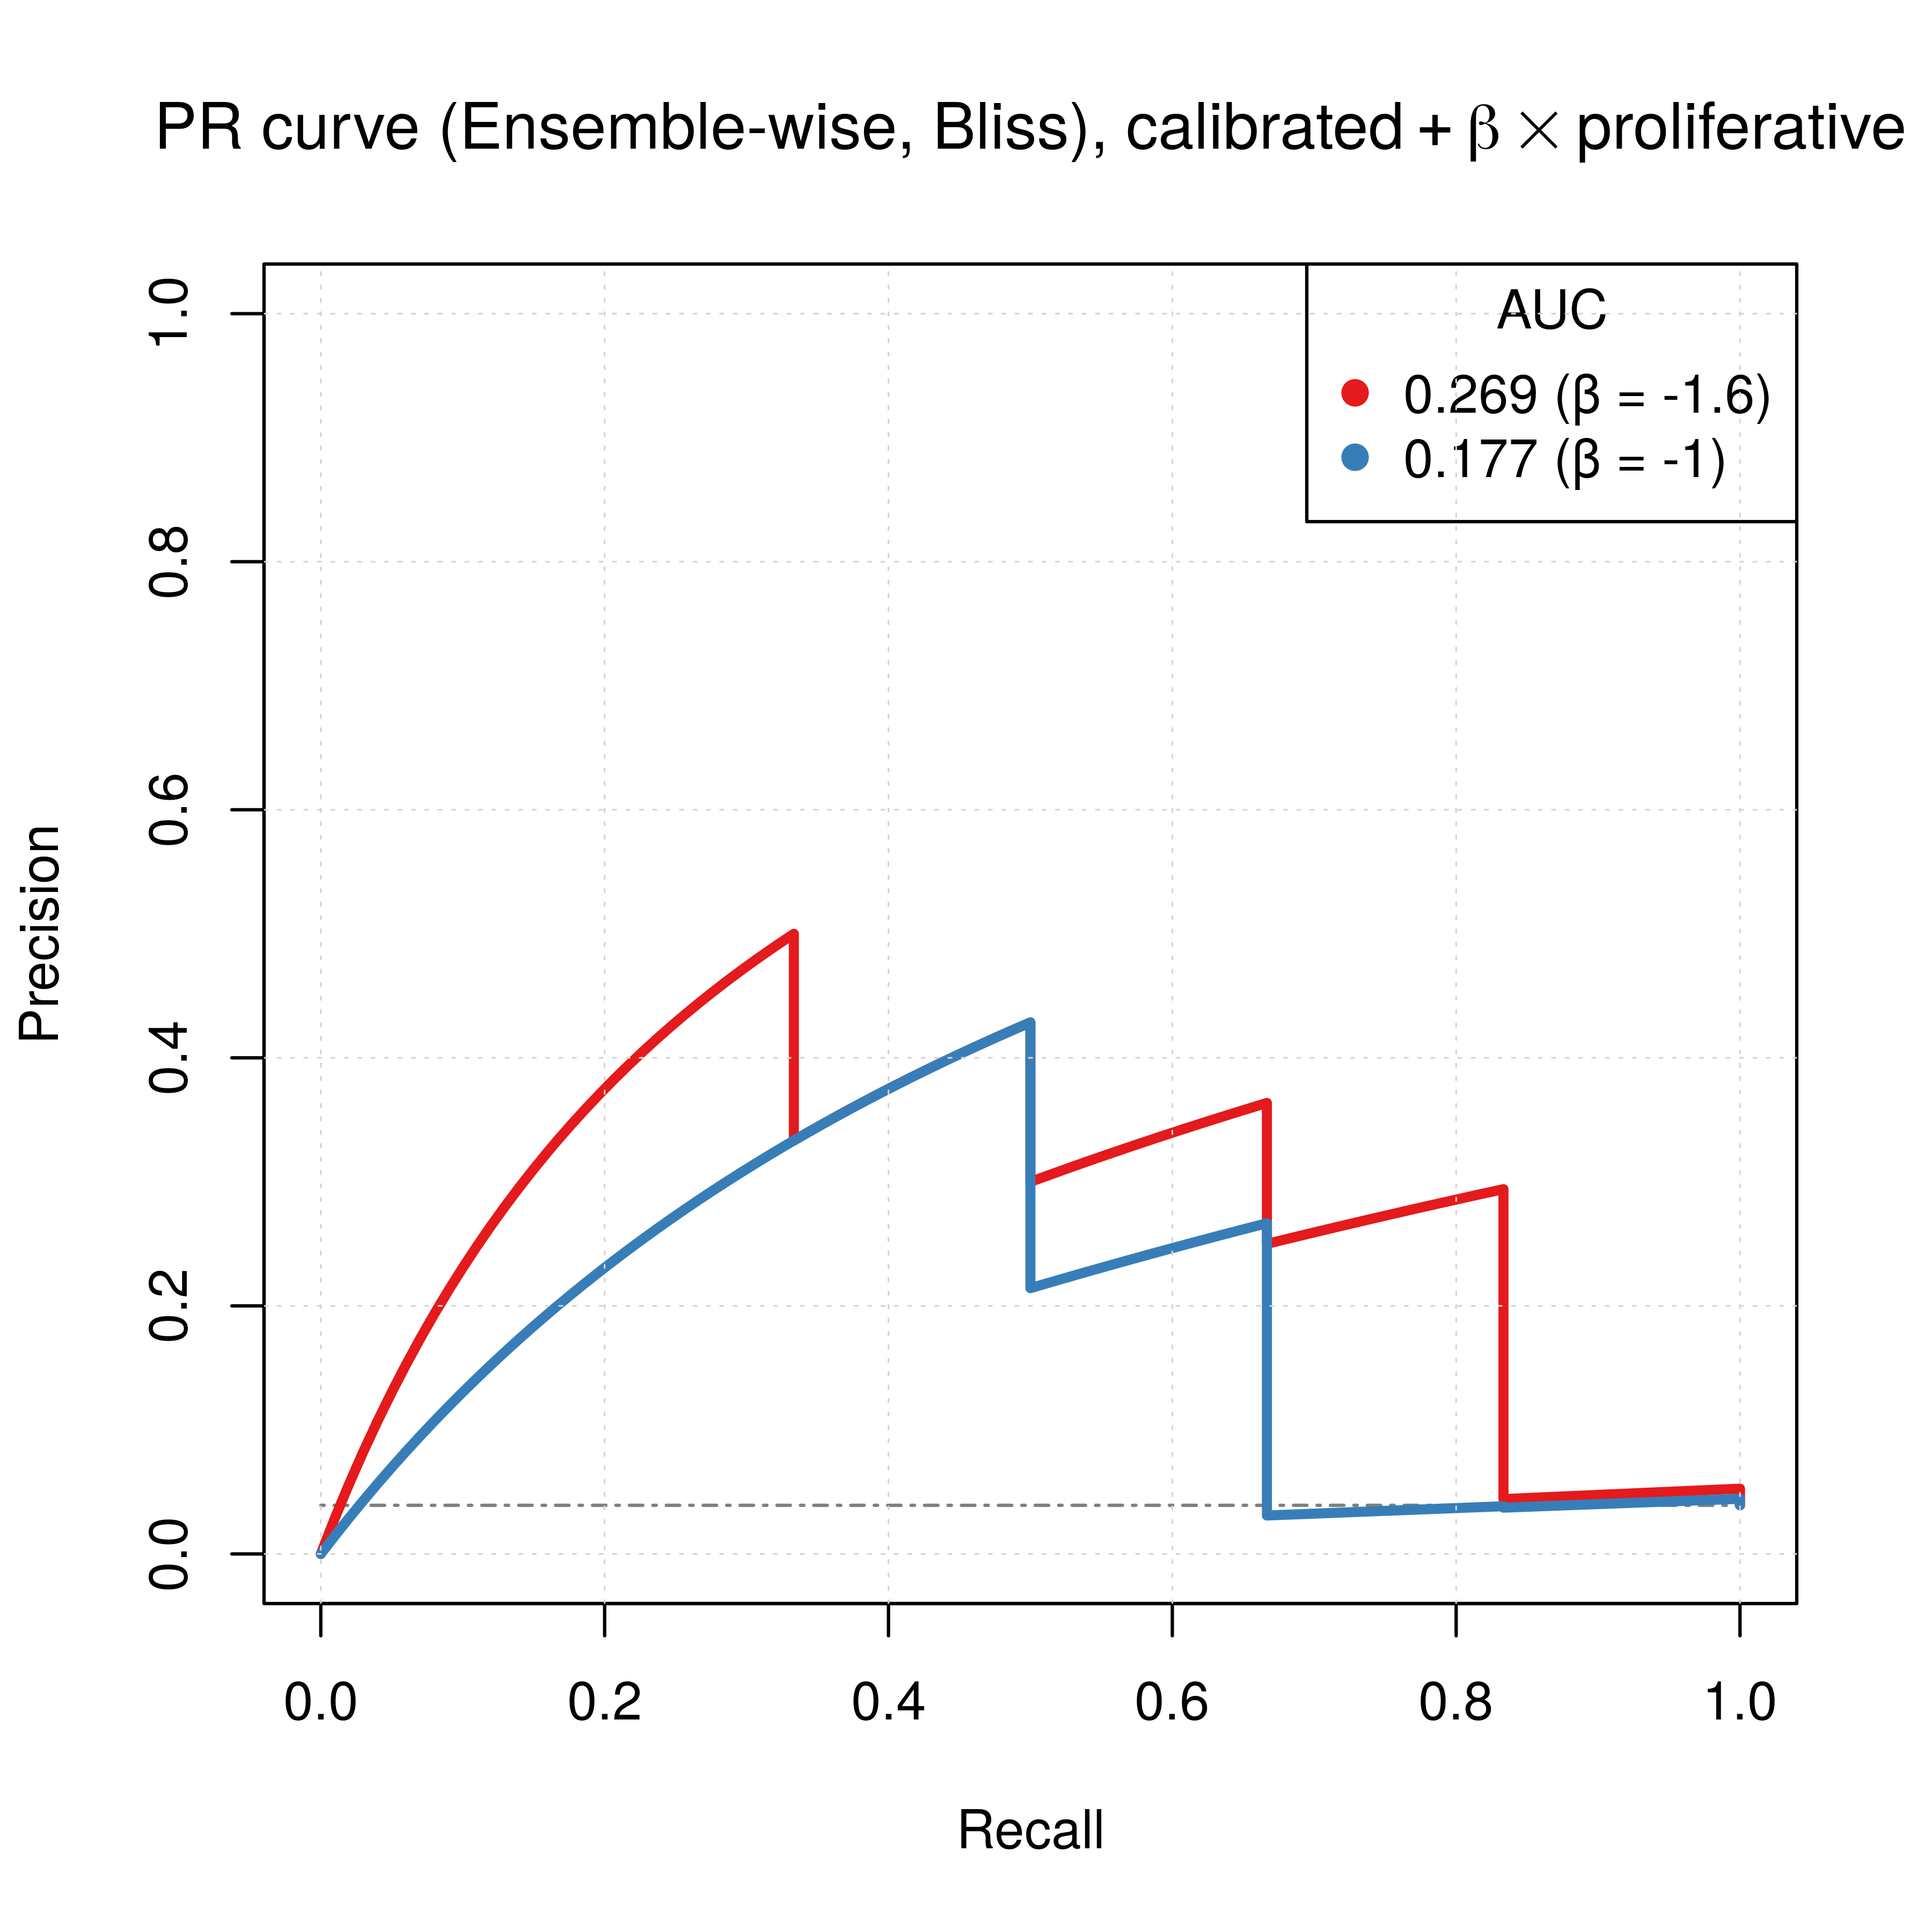 PR curve (Ensemble-wise, Bliss), calibrated + β × proliferative
AUC
0.269 (β = -1.6)
0.177 (β = -1)
1.0
0.8
0.6
0.4
0.2
0.0
Precision
0.0 0.2 0.4 0.6 0.8 1.0
Recall